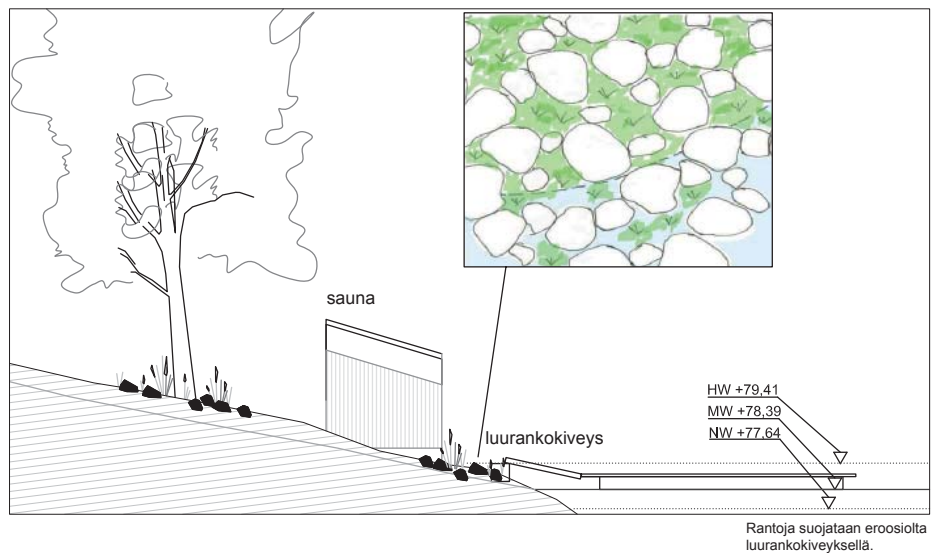 sauna
HW +79,41
MW +78,39
NW +77,64
luurankokiveys
Rantoja suojataan eroosiolta
luurankokiveyksellä.